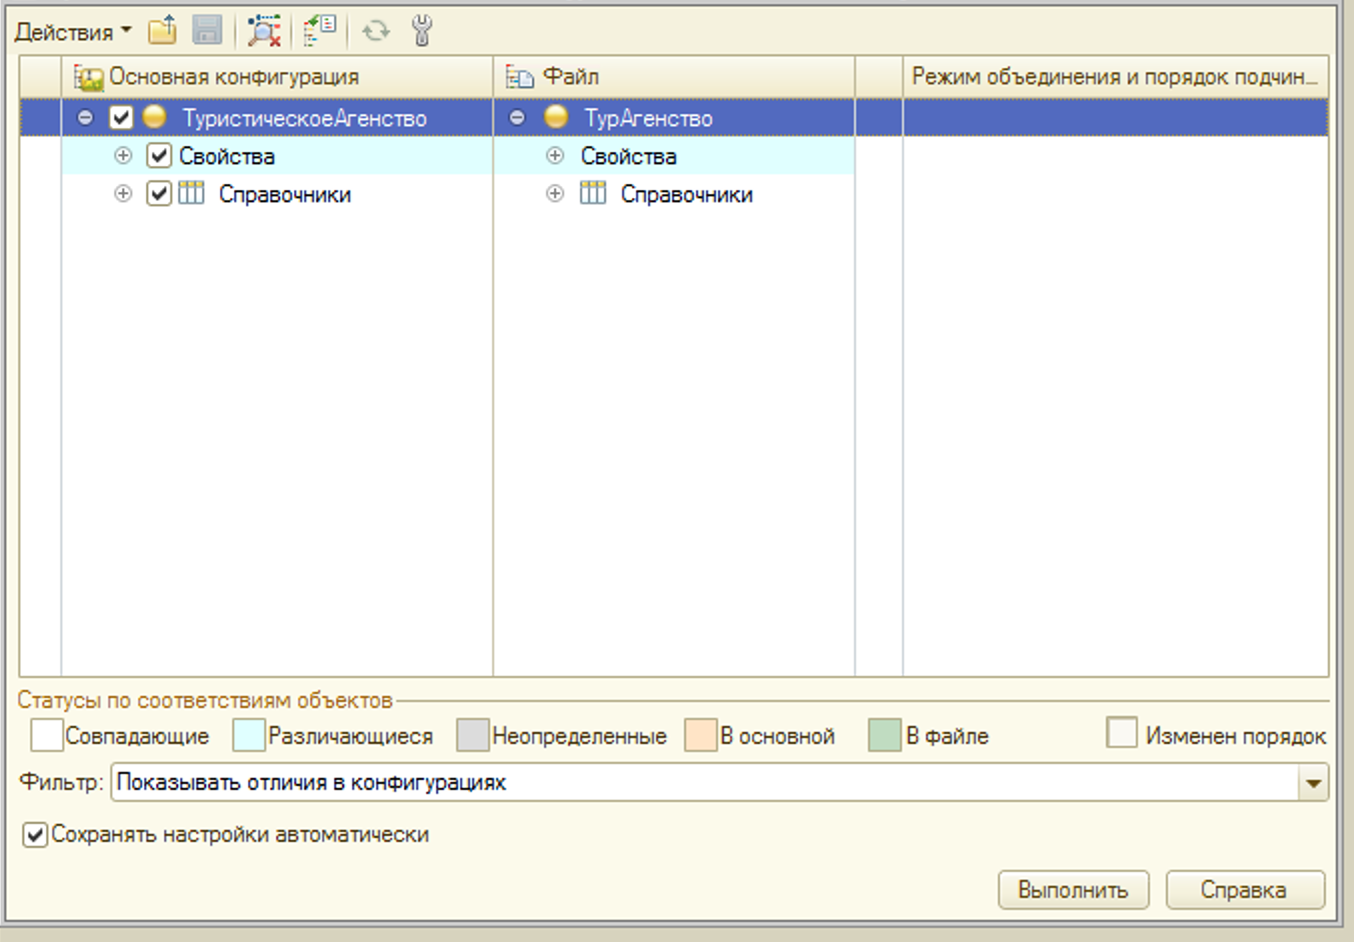 Действия
Основная конфигурация Файл Режим объединения и порядок подчин...
ТуристическоеАгенство ТурАгенство
Свойства Свойства
Справочники Справочники
Статусы по соответствиям объектов
Совпадающие Различающиеся Неопределенные В основной В файле Изменен порядок
Фильтр: Показывать отличия в конфигурациях
Сохранять настройки автоматически
Выполнить Справка